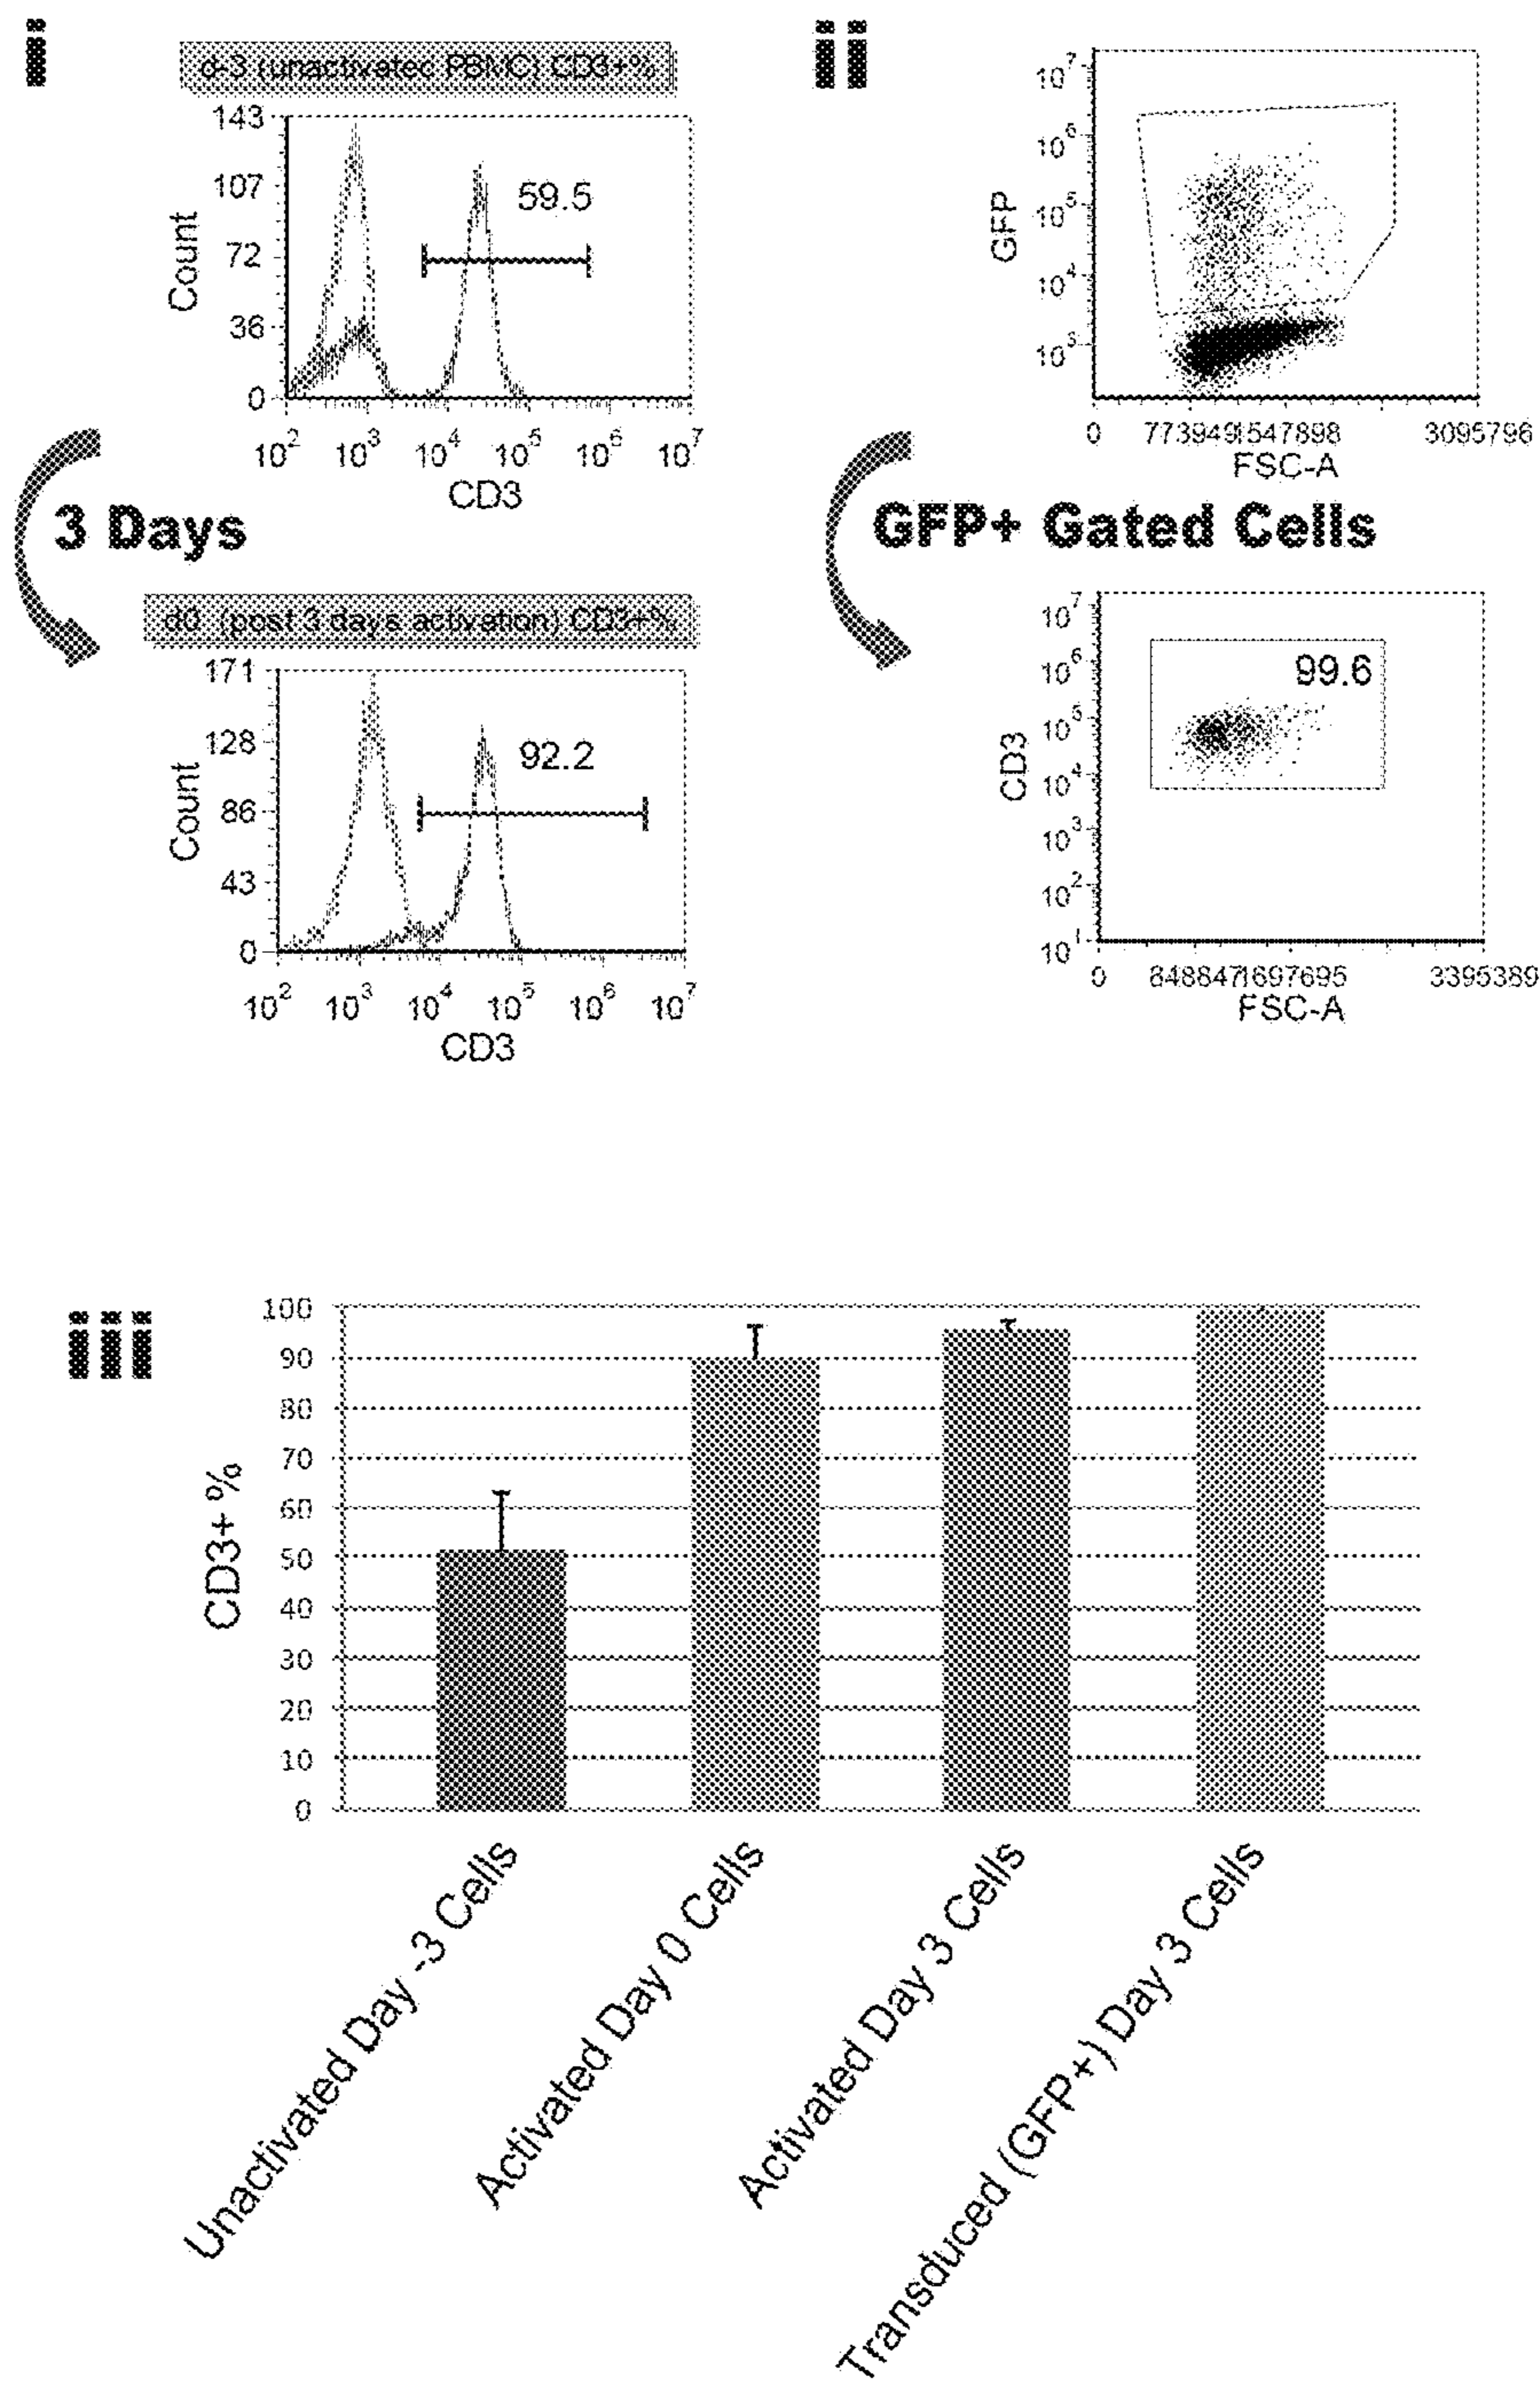 i
d-3 (unactivated PBMC) CD3+%
143
107
72
36
0
Count
59.5
10² 10³ 10⁴ 10⁵ 10⁶ 10⁷
CD3
3 Days
d0 (post 3 days activation) CD3+%
171
128
86
43
0
Count
92.2
10² 10³ 10⁴ 10⁵ 10⁶ 10⁷
CD3
ii
10⁷
10⁶
10⁵
10⁴
10³
GFP
0 773949 1547898 3095796
FSC-A
GFP+ Gated Cells
10⁷
10⁶
10⁵
10⁴
10³
10²
10¹
CD3
99.6
0 848847 1697695 3395389
FSC-A
iii
100
90
80
70
60
50
40
30
20
10
0
CD3+ %
Unactivated Day -3 Cells
Activated Day 0 Cells
Activated Day 3 Cells
Transduced (GFP+) Day 3 Cells